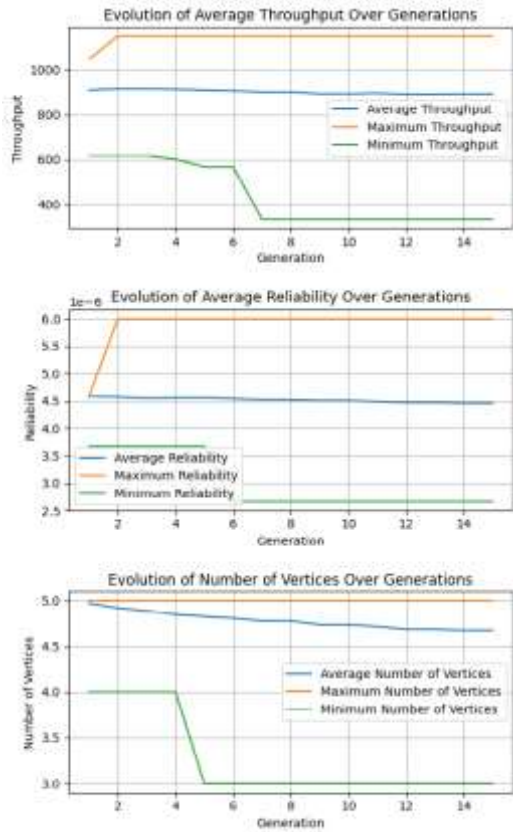 Evolution of Average Throughput Over Generations
1000
800
600
400
Throughput
Average Throughput
Maximum Throughput
Minimum Throughput
2 4 6 8 10 12 14
Generation
1e-6
Evolution of Average Reliability Over Generations
6.0
5.5
5.0
4.5
4.0
3.5
3.0
2.5
Reliability
Average Reliability
Maximum Reliability
Minimum Reliability
2 4 6 8 10 12 14
Generation
Evolution of Number of Vertices Over Generations
5.0
4.5
4.0
3.5
3.0
Number of Vertices
Average Number of Vertices
Maximum Number of Vertices
Minimum Number of Vertices
2 4 6 8 10 12 14
Generation